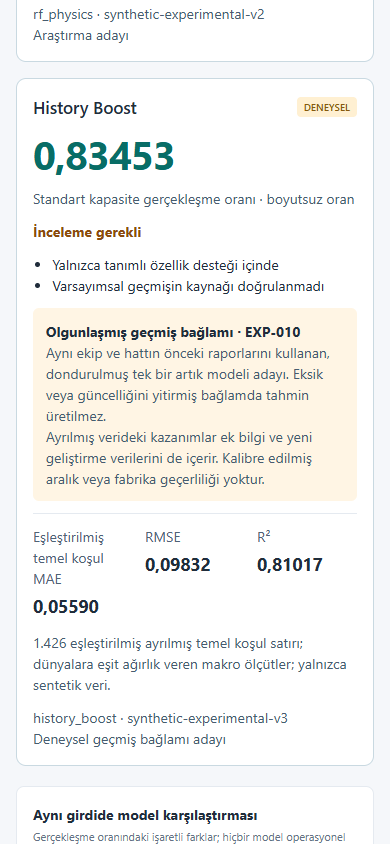 rf_physics · synthetic-experimental-v2
Araştırma adayı
History Boost
DENEYSEL
0,83453
Standart kapasite gerçekleşme oranı · boyutsuz oran
İnceleme gerekli
• Yalnızca tanımlı özellik desteği içinde
• Varsayımsal geçmişin kaynağı doğrulanmadı
Olgunlaşmış geçmiş bağlamı · EXP-010
Aynı ekip ve hattın önceki raporlarını kullanan,
dondurulmuş tek bir artık modeli adayı. Eksik
veya güncelliğini yitirmiş bağlamda tahmin
üretilmez.
Ayrılmış verideki kazanımlar ek bilgi ve yeni
geliştirme verilerini de içerir. Kalibre edilmiş
aralık veya fabrika geçerliliği yoktur.
Eşleştirilmiş
temel koşul
MAE
0,05590
RMSE
0,09832
R²
0,81017
1.426 eşleştirilmiş ayrılmış temel koşul satırı;
dünyalara eşit ağırlık veren makro ölçütler; yalnızca
sentetik veri.
history_boost · synthetic-experimental-v3
Deneysel geçmiş bağlamı adayı
Aynı girdide model karşılaştırması
Gerçekleşme oranındaki işaretli farklar; hiçbir model operasyonel